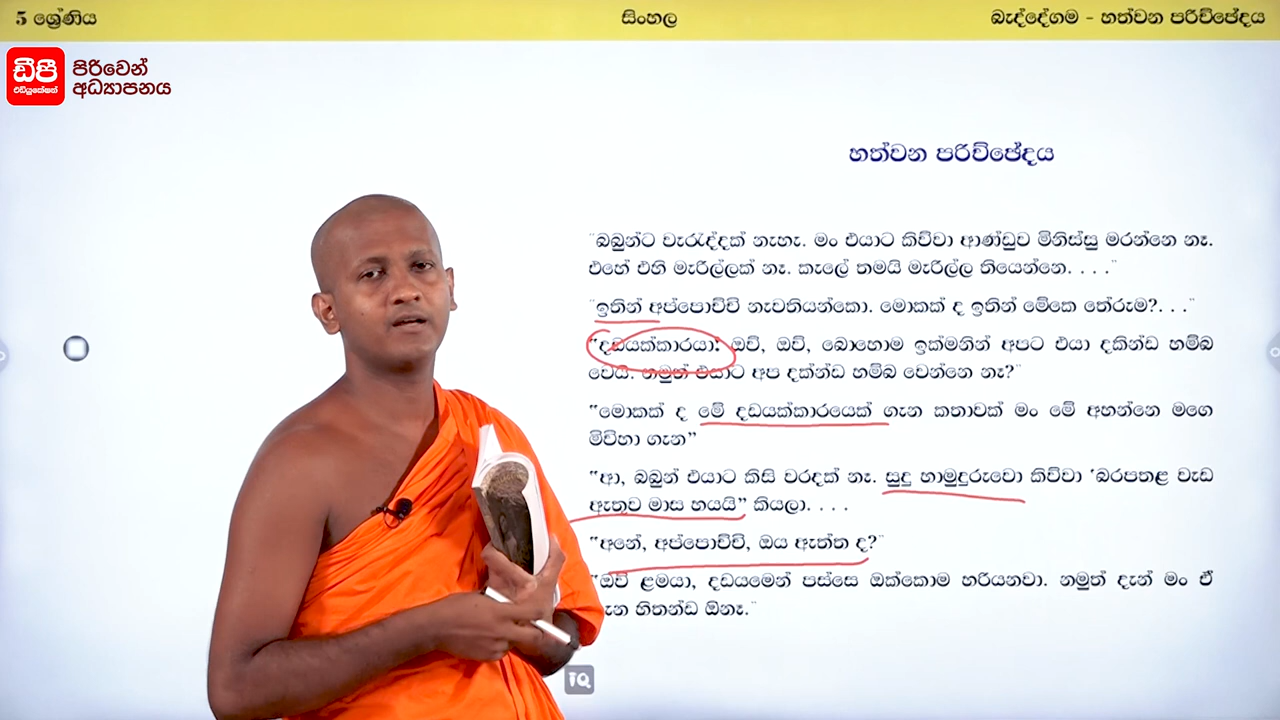 5 ශ්‍රේණිය
සිංහල
බැද්දේගම - හත්වන පරිච්ඡේදය
ඩීපී
එඩියුකේෂන්
පිරිවෙන්
අධ්‍යාපනය
හත්වන පරිච්ඡේදය
"බබුන්ට වැරැද්දක් නැහැ. මං එයාට කිව්වා ආණ්ඩුව මිනිස්සු මරන්නෙ නෑ.
එහේ එහි මැරිල්ලක් නෑ. කැලේ තමයි මැරිල්ල තියෙන්නෙ. . . ."
"ඉතින් අප්පොච්චි නැවතියන්කො. මොකක් ද ඉතින් මේකෙ තේරුම?. . ."
"දඩයක්කාරයා! ඔව්, ඔව්, බොහොම ඉක්මනින් අපට එයා දකින්ඩ හම්බ
වෙයි. නමුත් එයාට අප දක්න්ඩ හම්බ වෙන්නෙ නෑ?"
"මොකක් ද මේ දඩයක්කාරයෙක් ගැන කතාවක් මං මේ අහන්නෙ මගෙ
මිව්හා ගැන"
"ආ, බබුන් එයාට කිසි වරදක් නෑ. සුදු හාමුදුරුවො කිව්වා 'බරපතළ වැඩ
ඇතුව මාස හයයි" කියලා. . . .
"අනේ, අප්පොච්චි, ඔය ඇත්ත ද?"
"ඔව් ළමයා, දඩයමෙන් පස්සෙ ඔක්කොම හරියනවා. නමුත් දැන් මං ඒ
හිතන්ඩ ඕනෑ."
IQ